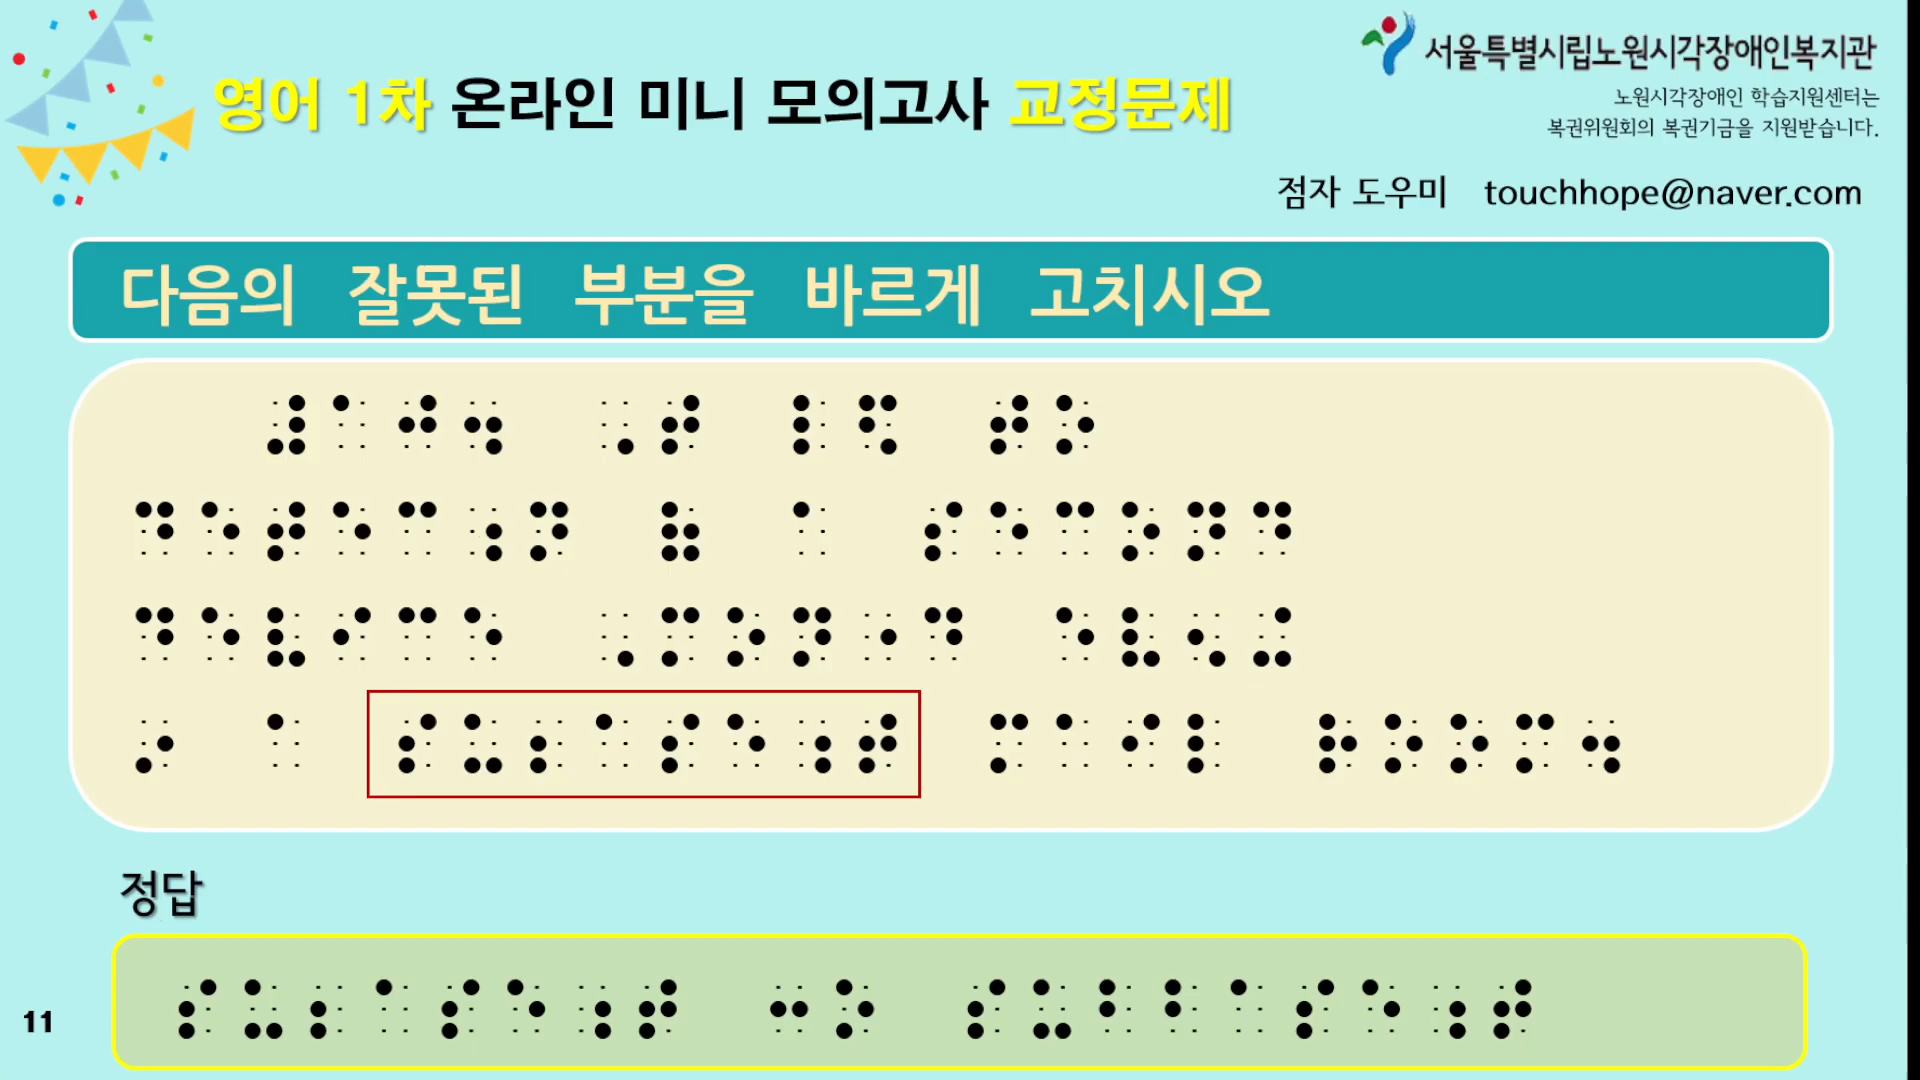 서울특별시립노원시각장애인복지관
노원시각장애인 학습지원센터는
복권위원회의 복권기금을 지원받습니다.
영어 1차 온라인 미니 모의고사 교정문제
점자 도우미 touchhope@naver.com
다음의 잘못된 부분을 바르게 고치시오
⠼⠁⠚⠲ ⠠⠞ ⠇⠫ ⠞⠕
⠙⠑⠞⠑⠉⠰⠝ ⠷ ⠁ ⠎⠑⠉⠕⠝⠙
⠙⠑⠧⠊⠉⠑ ⠠⠍⠕⠝⠐⠙ ⠑⠧⠢⠬
⠔ ⠁ ⠎⠥⠆⠁⠎⠑⠰⠞ ⠍⠁⠊⠇ ⠗⠕⠕⠍⠲
정답
⠎⠥⠆⠁⠎⠑⠰⠞ ⠒⠕ ⠎⠥⠃⠃⠁⠎⠑⠰⠞
11